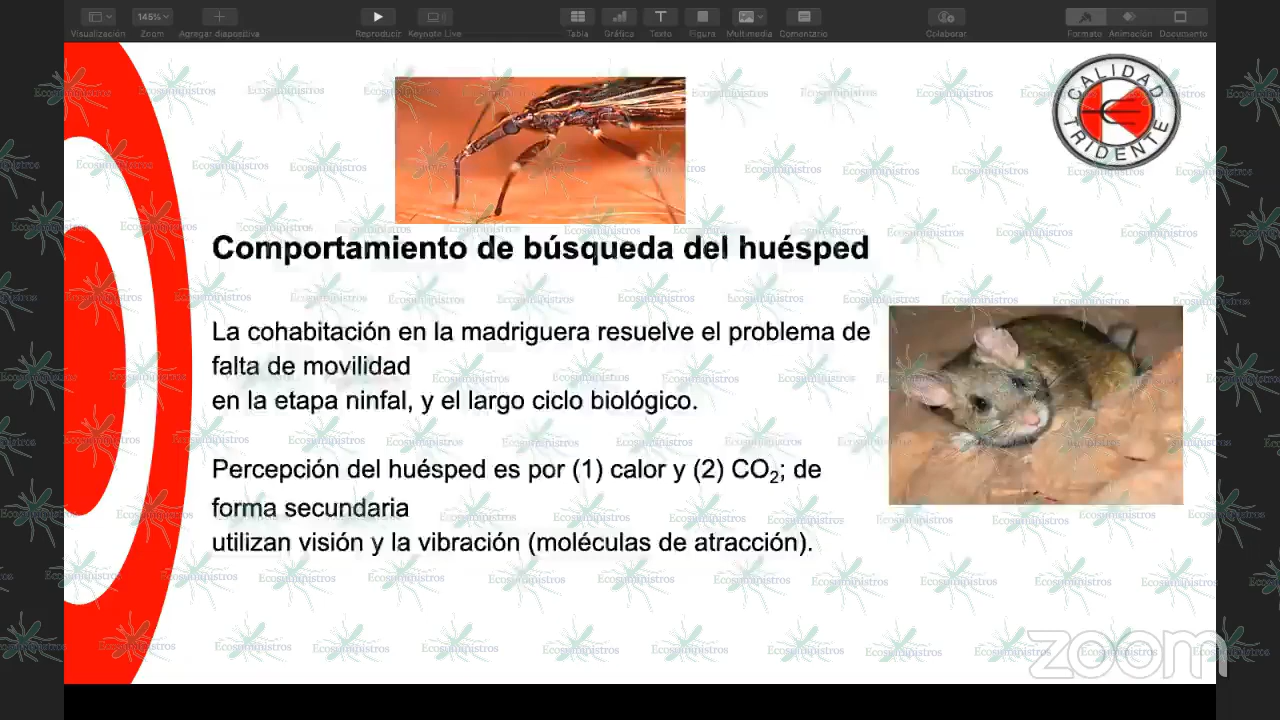 145%
Visualización
Zoom
Agregar diapositiva
Reproducir
Keynote Live
Tabla
Gráfica
Texto
Figura
Multimedia
Comentario
Colaborar
Formato
Animación
Documento
CALIDAD
TRIDENTE
Comportamiento de búsqueda del huésped
La cohabitación en la madriguera resuelve el problema de
falta de movilidad
en la etapa ninfal, y el largo ciclo biológico.
Percepción del huésped es por (1) calor y (2) CO₂; de
forma secundaria
utilizan visión y la vibración (moléculas de atracción).
Ecosuministros
zoom